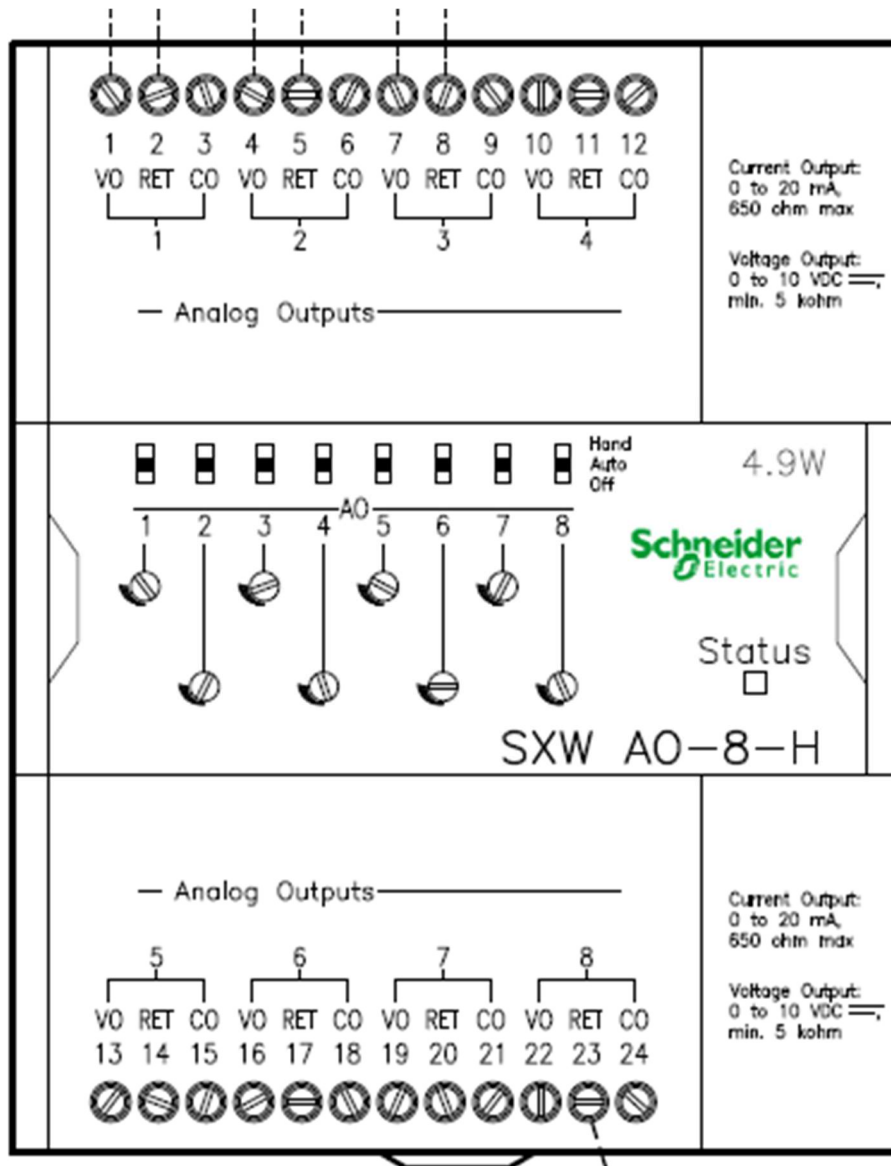 1 2 3 4 5 6 7 8 9 10 11 12
VO RET CO VO RET CO VO RET CO VO RET CO
1 2 3 4
Analog Outputs
Current Output:
0 to 20 mA,
650 ohm max
Voltage Output:
0 to 10 VDC,
min. 5 kohm
Hand
Auto
Off
4.9W
AO
1 2 3 4 5 6 7 8
Schneider
Electric
Status
SXW AO-8-H
Analog Outputs
Current Output:
0 to 20 mA,
650 ohm max
Voltage Output:
0 to 10 VDC,
min. 5 kohm
5 6 7 8
VO RET CO VO RET CO VO RET CO VO RET CO
13 14 15 16 17 18 19 20 21 22 23 24